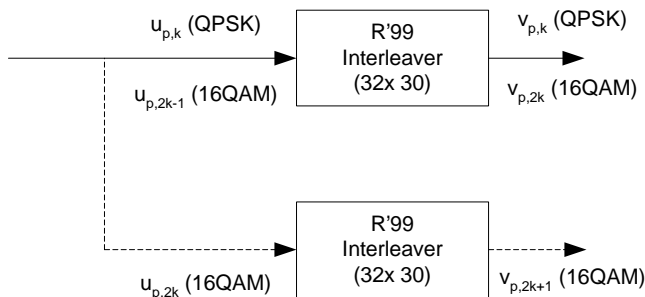 u_p,k (QPSK)
R'99
Interleaver
(32x 30)
v_p,k (QPSK)
u_p,2k-1 (16QAM)
v_p,2k (16QAM)
R'99
Interleaver
(32x 30)
u_p,2k (16QAM)
v_p,2k+1 (16QAM)